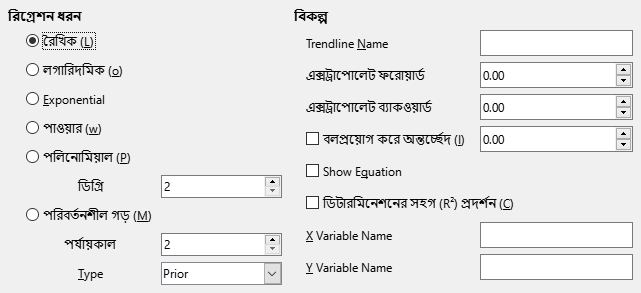 রিগ্রেশন ধরন
রৈখিক (L)
লগারিদমিক (o)
Exponential
পাওয়ার (w)
পলিনোমিয়াল (P)
ডিগ্রি 2
পরিবর্তনশীল গড় (M)
পর্যায়কাল 2
Type Prior
বিকল্প
Trendline Name
এক্সট্রাপোলেট ফরোয়ার্ড 0.00
এক্সট্রাপোলেট ব্যাকওয়ার্ড 0.00
বলপ্রয়োগ করে অন্তর্চ্ছেদ (I) 0.00
Show Equation
ডিটারমিনেশনের সহগ (R²) প্রদর্শন (C)
X Variable Name
Y Variable Name